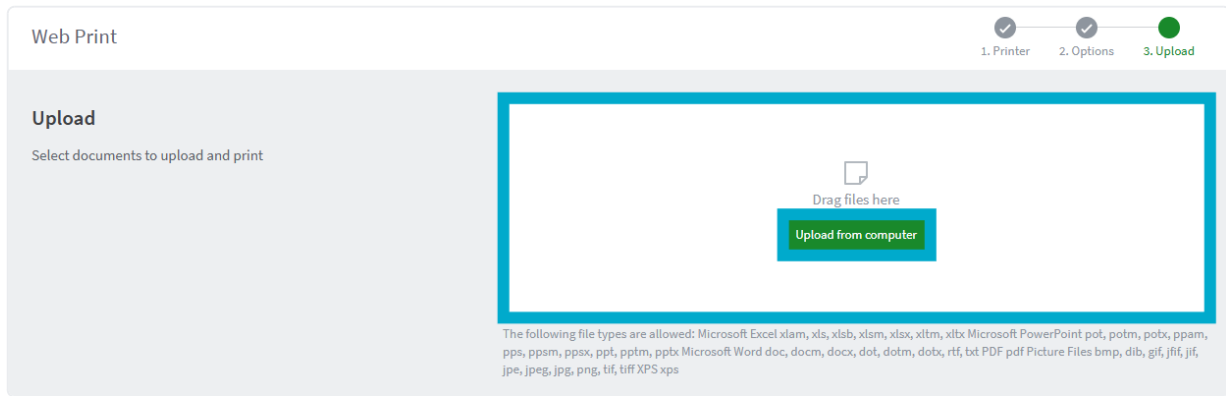 Web Print
1. Printer
2. Options
3. Upload
Upload
Select documents to upload and print
Drag files here
Upload from computer
The following file types are allowed: Microsoft Excel xlam, xls, xlsb, xlsm, xlsx, xltm, xltx Microsoft PowerPoint pot, potm, potx, ppam,
pps, ppsm, ppsx, ppt, pptm, pptx Microsoft Word doc, docm, docx, dot, dotm, dotx, rtf, txt PDF pdf Picture Files bmp, dib, gif, jfif, jif,
jpe, jpeg, jpg, png, tif, tiff XPS xps